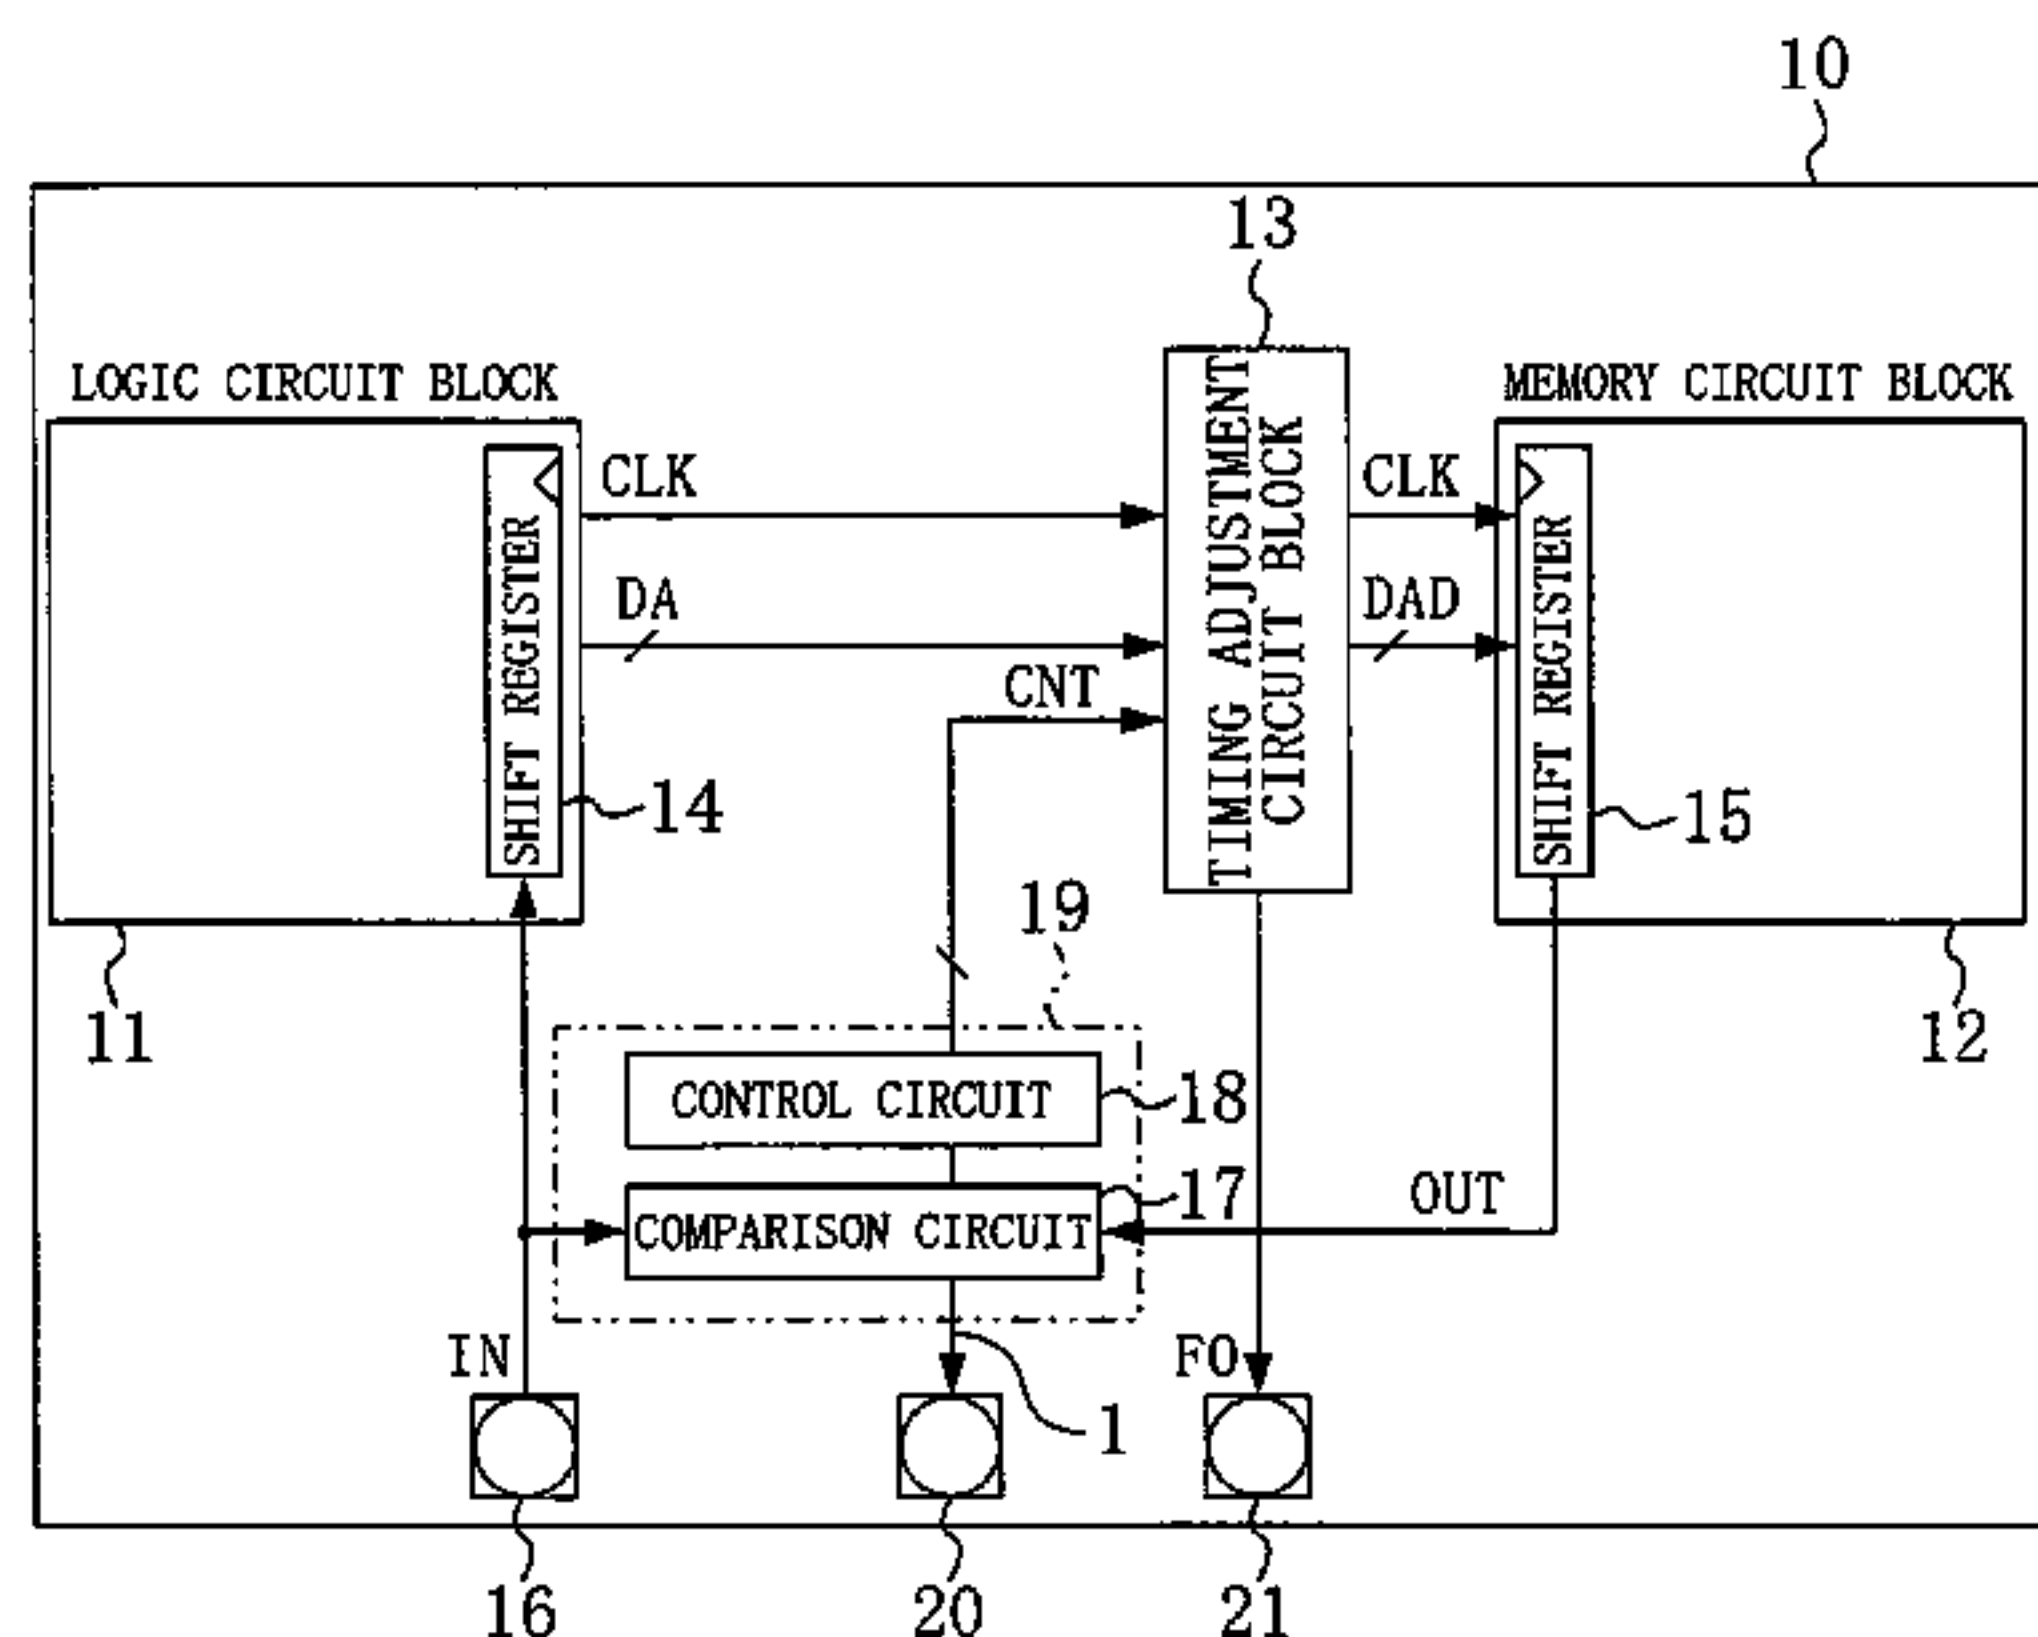 10
13
LOGIC CIRCUIT BLOCK
MEMORY CIRCUIT BLOCK
CLK
CLK
DA
DAD
CNT
SHIFT REGISTER
TIMING ADJUSTMENT
CIRCUIT BLOCK
SHIFT REGISTER
14
15
19
11
12
CONTROL CIRCUIT
18
17
OUT
COMPARISON CIRCUIT
IN
FO
1
16
20
21